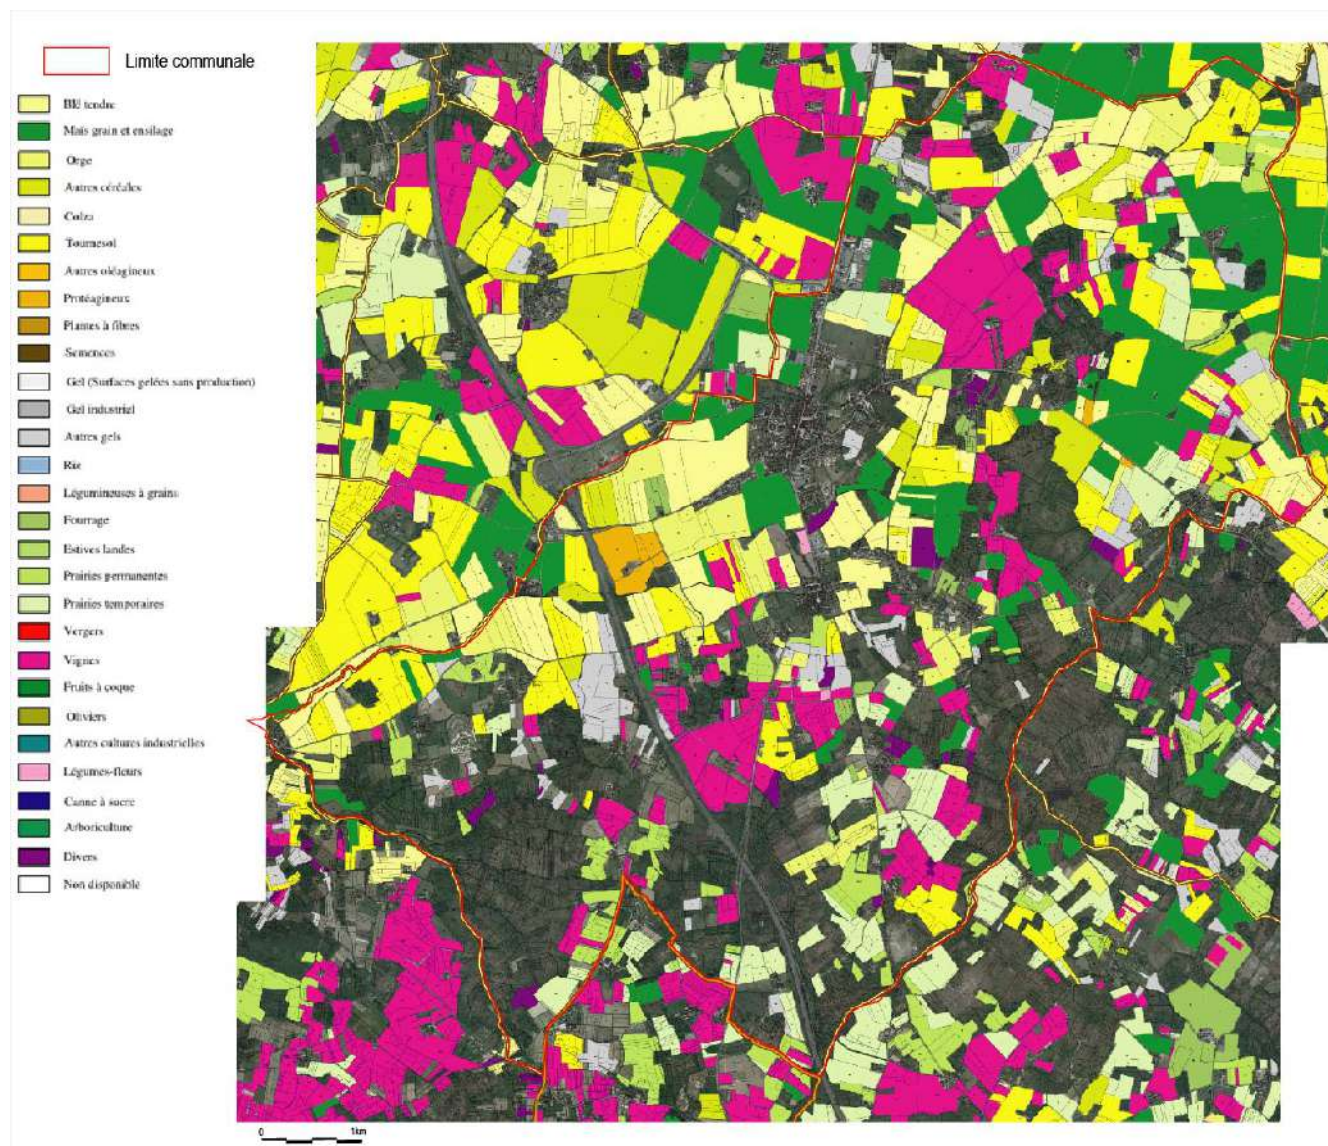 Limite communale
Blé tendre
Maïs grain et ensilage
Orge
Autres céréales
Colza
Tournesol
Autres oléagineux
Protéagineux
Plantes à fibres
Semences
Gel (Surfaces gelées sans production)
Gel industriel
Autres gels
Riz
Légumineuses à grains
Fourrage
Estives landes
Prairies permanentes
Prairies temporaires
Vergers
Vignes
Fruits à coque
Oliviers
Autres cultures industrielles
Légumes-fleurs
Canne à sucre
Arboriculture
Divers
Non disponible
0 1km